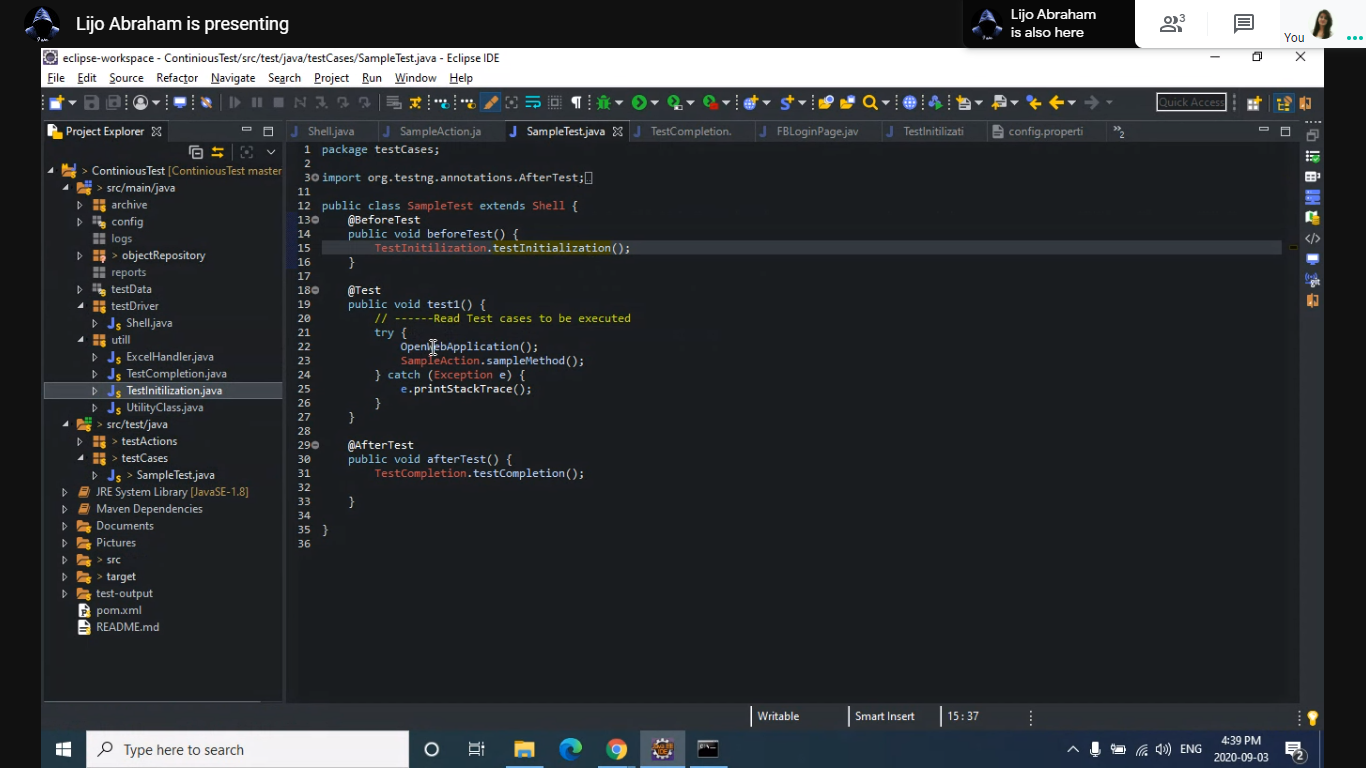 Lijo Abraham is presenting
Lijo Abraham
is also here
3
You
eclipse-workspace - ContiniousTest/src/test/java/testCases/SampleTest.java - Eclipse IDE
File Edit Source Refactor Navigate Search Project Run Window Help
Quick Access
Project Explorer
Shell.java
SampleAction.ja
SampleTest.java
TestCompletion.
FBLoginPage.jav
TestInitilizati
config.properti
»2
> ContiniousTest [ContiniousTest master
> src/main/java
archive
config
logs
> objectRepository
reports
testData
testDriver
Shell.java
utill
ExcelHandler.java
TestCompletion.java
TestInitilization.java
UtilityClass.java
> src/test/java
> testActions
> testCases
> SampleTest.java
JRE System Library [JavaSE-1.8]
Maven Dependencies
Documents
Pictures
> src
> target
test-output
pom.xml
README.md
1 package testCases;
2
3 import org.testng.annotations.AfterTest;
11
12 public class SampleTest extends Shell {
13 @BeforeTest
14 public void beforeTest() {
15 TestInitilization.testInitialization();
16 }
17
18 @Test
19 public void test1() {
20 // ------Read Test cases to be executed
21 try {
22 OpenWebApplication();
23 SampleAction.sampleMethod();
24 } catch (Exception e) {
25 e.printStackTrace();
26 }
27 }
28
29 @AfterTest
30 public void afterTest() {
31 TestCompletion.testCompletion();
32
33 }
34
35 }
36
Writable
Smart Insert
15 : 37
Type here to search
ENG
4:39 PM
2020-09-03
2